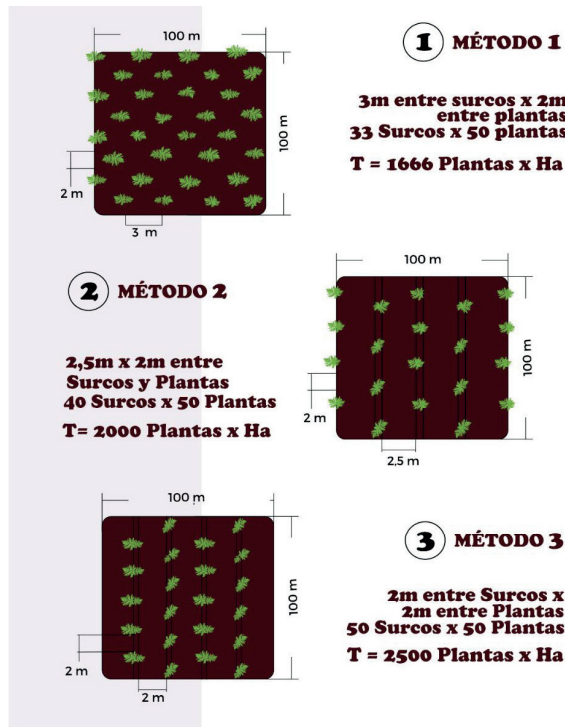 100 m
100 m
2 m
3 m
1 MÉTODO 1
3m entre surcos x 2m
entre plantas
33 Surcos x 50 plantas
T = 1666 Plantas x Ha
2 MÉTODO 2
2,5m x 2m entre
Surcos y Plantas
40 Surcos x 50 Plantas
T= 2000 Plantas x Ha
100 m
100 m
2 m
2,5 m
100 m
100 m
2 m
2 m
3 MÉTODO 3
2m entre Surcos x
2m entre Plantas
50 Surcos x 50 Plantas
T = 2500 Plantas x Ha